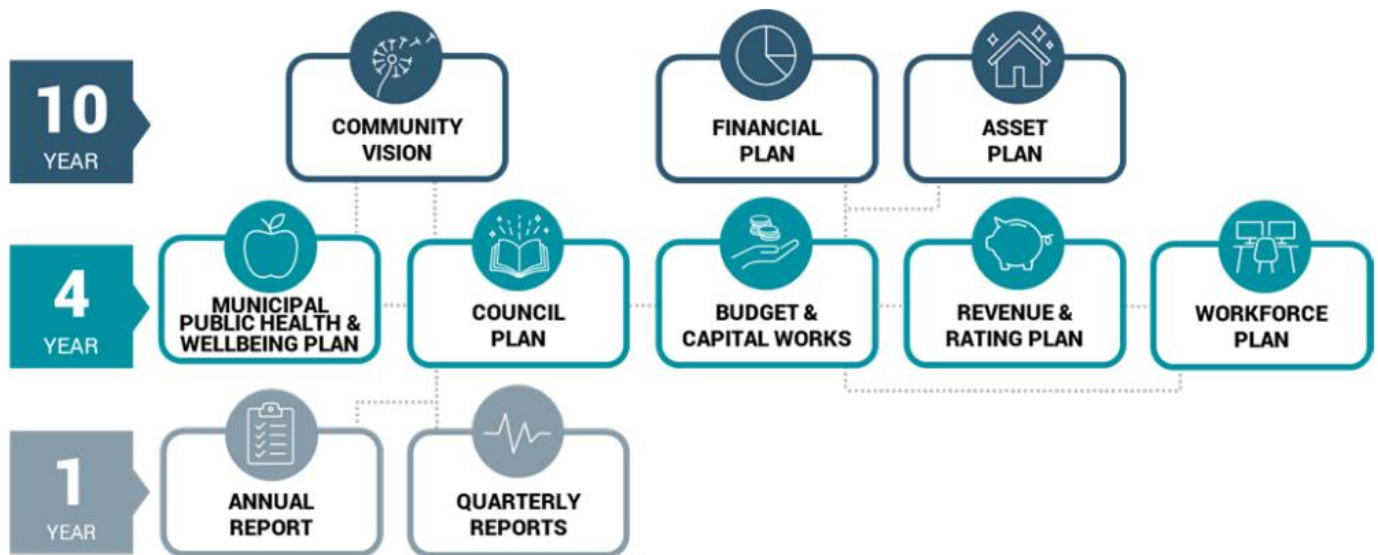 10
YEAR
COMMUNITY
VISION
FINANCIAL
PLAN
ASSET
PLAN
4
YEAR
MUNICIPAL
PUBLIC HEALTH &
WELLBEING PLAN
COUNCIL
PLAN
BUDGET &
CAPITAL WORKS
REVENUE &
RATING PLAN
WORKFORCE
PLAN
1
YEAR
ANNUAL
REPORT
QUARTERLY
REPORTS